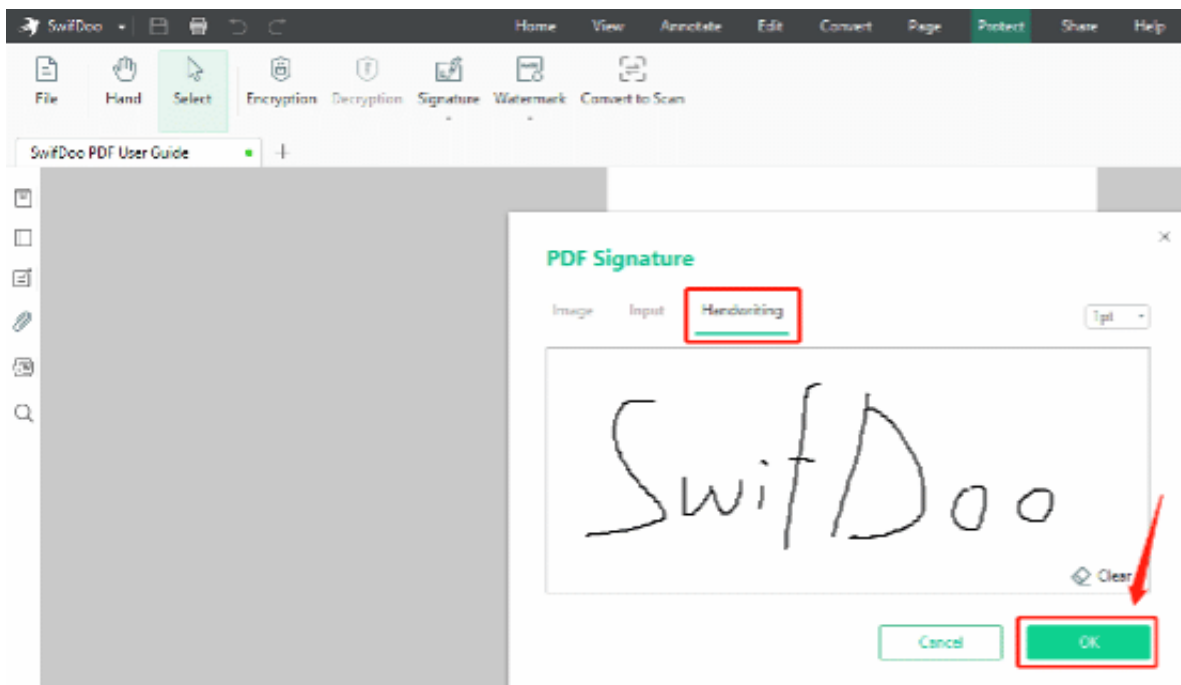 SwifDoo Home View Annotate Edit Convert Page Protect Share Help
File Hand Select Encryption Decryption Signature Watermark Convert to Scan
SwifDoo PDF User Guide
PDF Signature
Image Input Handwriting 1pt
SwifDoo
Clear
Cancel OK